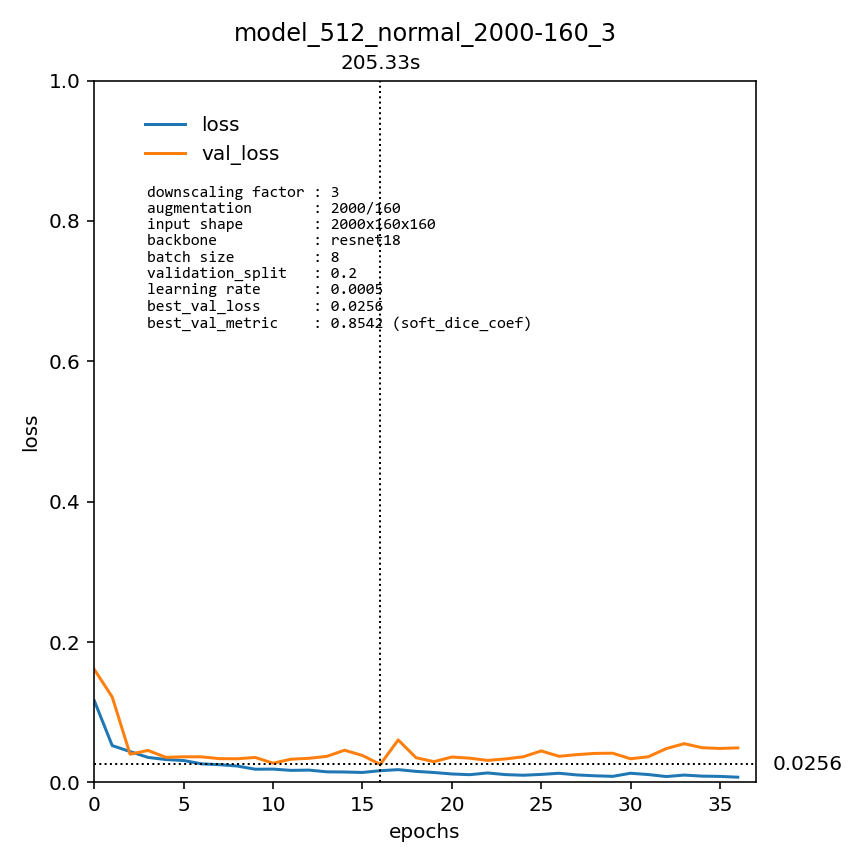 model_512_normal_2000-160_3
205.33s
1.0
loss
val_loss
downscaling factor : 3
augmentation : 2000/160
input shape : 2000x160x160
backbone : resnet18
batch size : 8
validation_split : 0.2
learning rate : 0.0005
best_val_loss : 0.0256
best_val_metric : 0.8542 (soft_dice_coef)
0.8
0.6
loss
0.4
0.2
0.0256
0.0
0 5 10 15 20 25 30 35
epochs